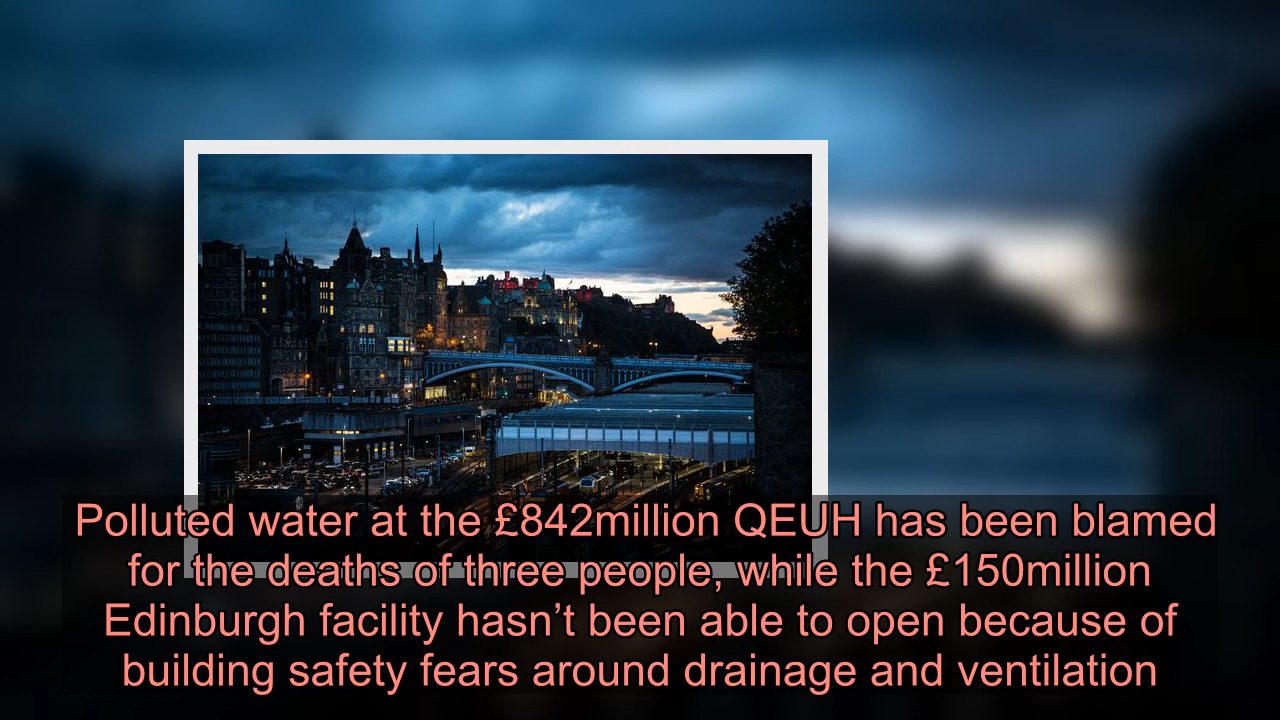 Polluted water at the £842million QEUH has been blamed
for the deaths of three people, while the £150million
Edinburgh facility hasn’t been able to open because of
building safety fears around drainage and ventilation